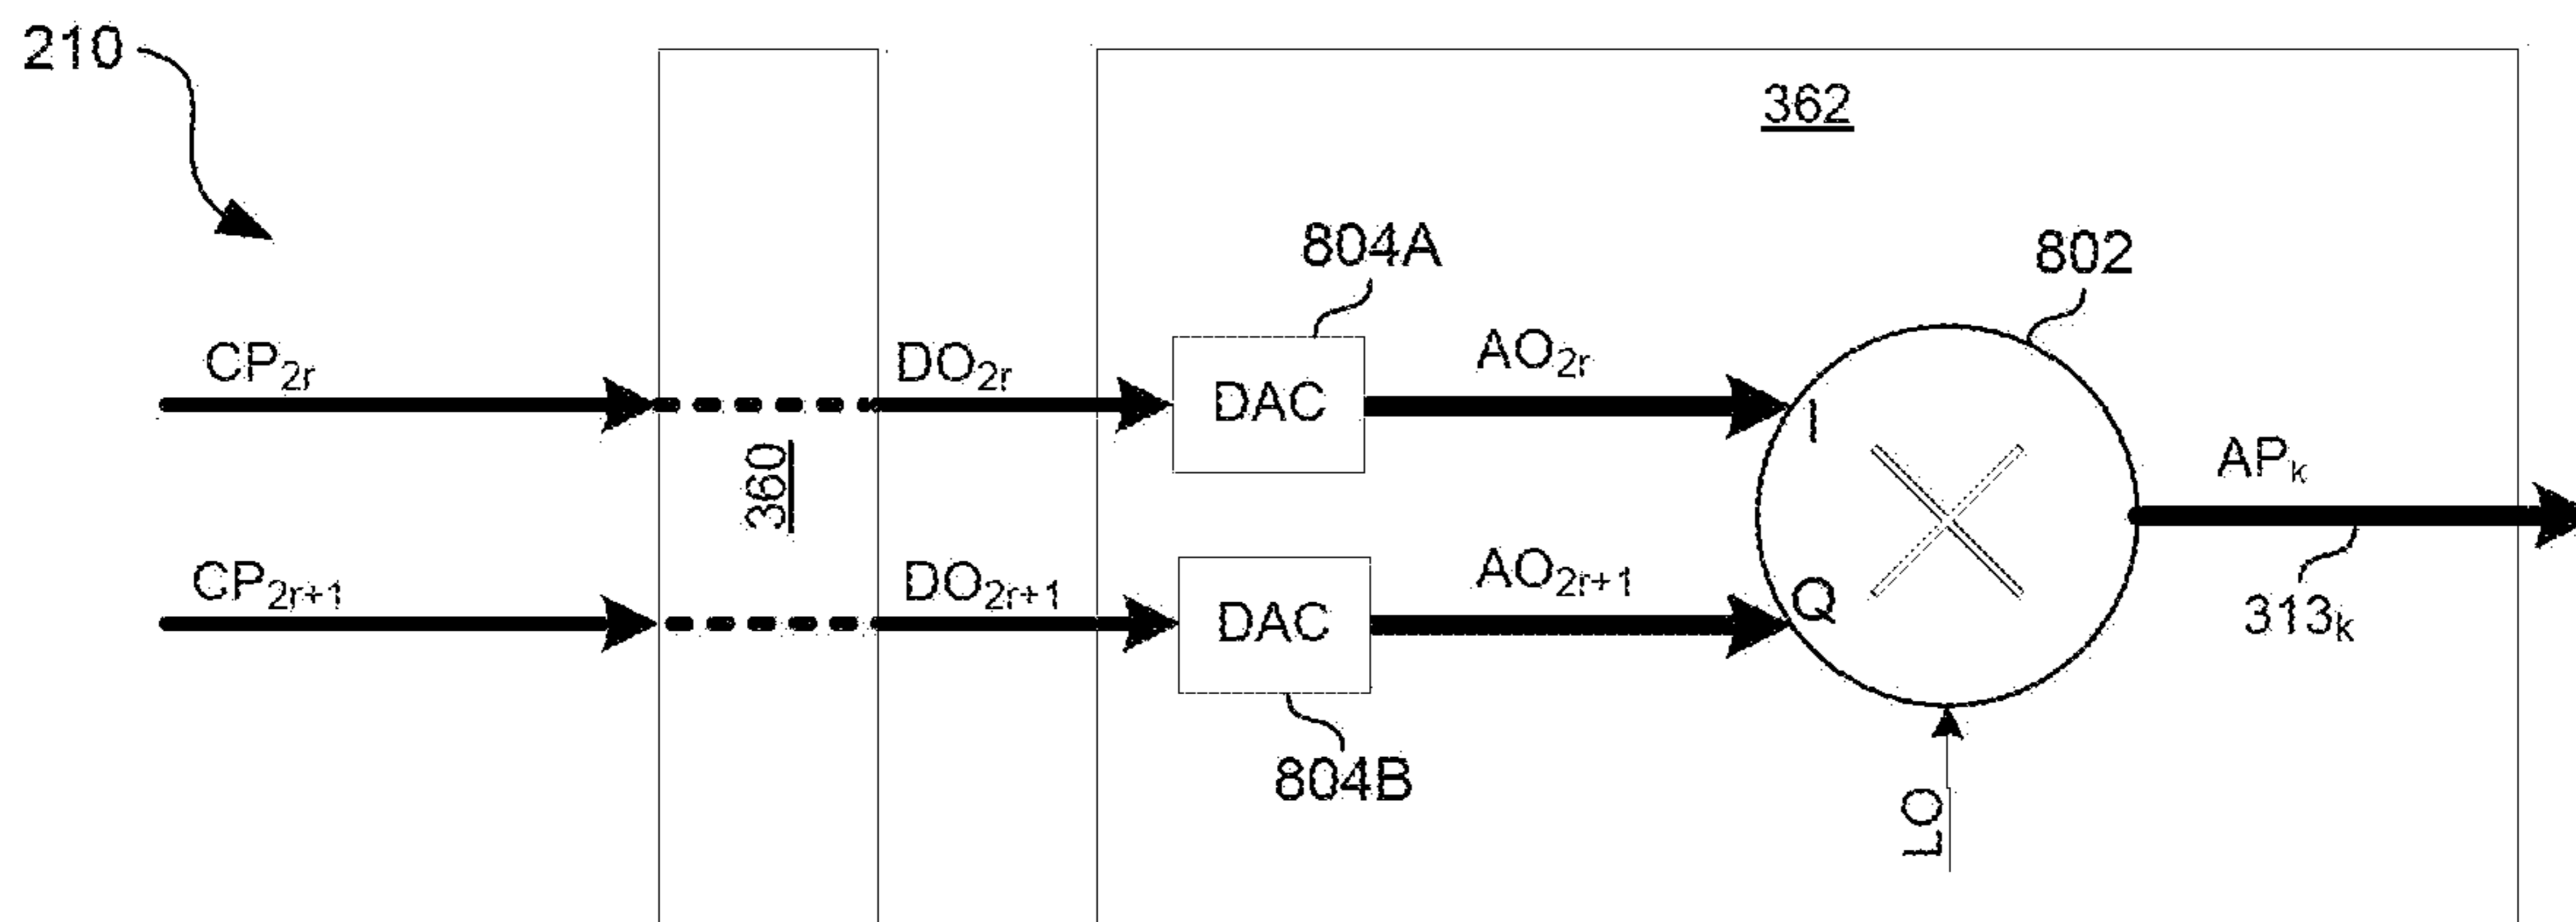 210
362
804A
802
CP2r
DO2r
DAC
AO2r
I
360
APk
CP2r+1
DO2r+1
DAC
AO2r+1
Q
313k
804B
LO